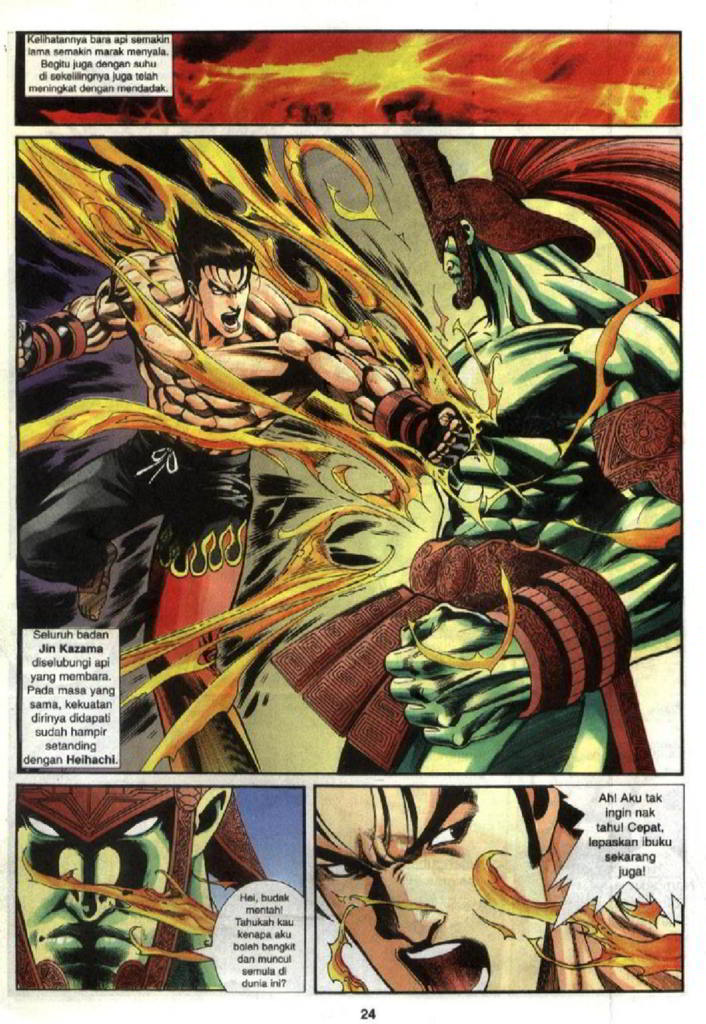 Kelihatannya bara api semakin
lama semakin marak menyala.
Begitu juga dengan suhu
di sekelilingnya juga telah
meningkat dengan mendadak.
Seluruh badan
Jin Kazama
diselubungi api
yang membara.
Pada masa yang
sama, kekuatan
dirinya didapati
sudah hampir
setanding
dengan Heihachi.
Hei, budak
mentah!
Tahukah kau
kenapa aku
boleh bangkit
dan muncul
semula di
dunia ini?
Ah! Aku tak
ingin nak
tahu! Cepat,
lepaskan ibuku
sekarang
juga!
24